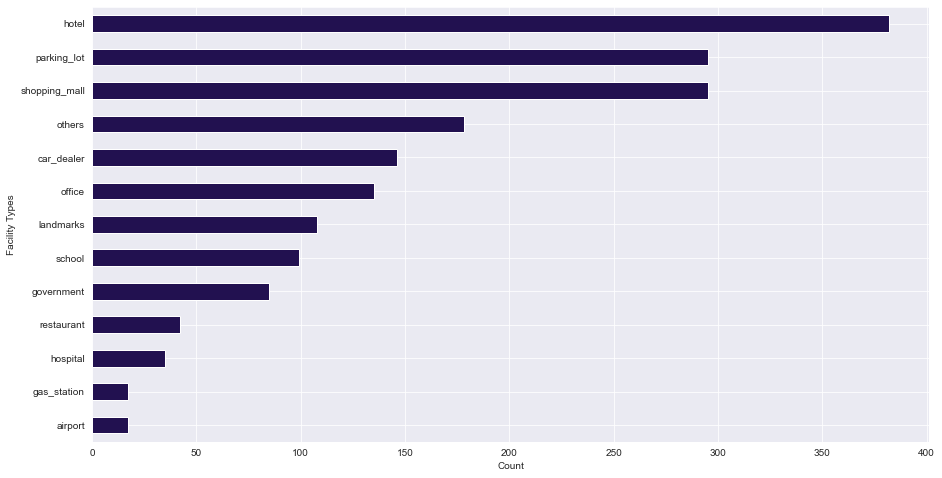 hotel
parking_lot
shopping_mall
others
car_dealer
office
landmarks
school
government
restaurant
hospital
gas_station
airport
Facility Types
0 50 100 150 200 250 300 350 400
Count